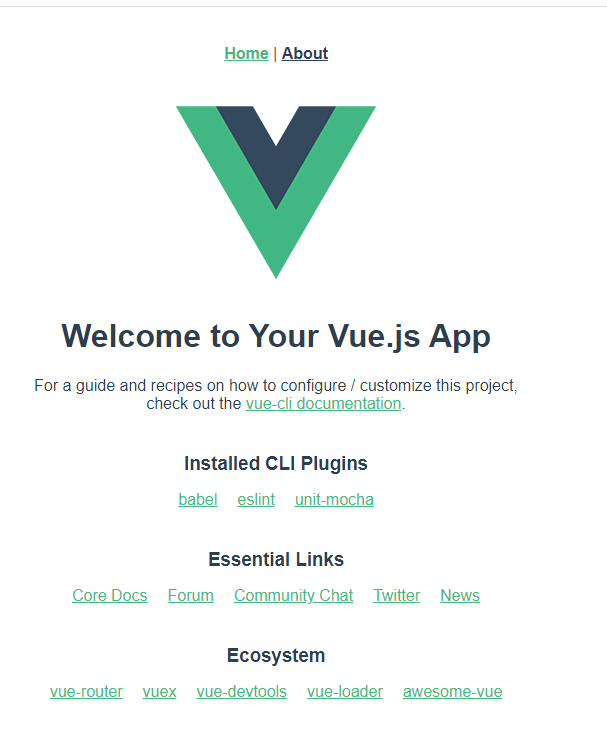 Home | About
Welcome to Your Vue.js App
For a guide and recipes on how to configure / customize this project,
check out the vue-cli documentation.
Installed CLI Plugins
babel eslint unit-mocha
Essential Links
Core Docs Forum Community Chat Twitter News
Ecosystem
vue-router vuex vue-devtools vue-loader awesome-vue